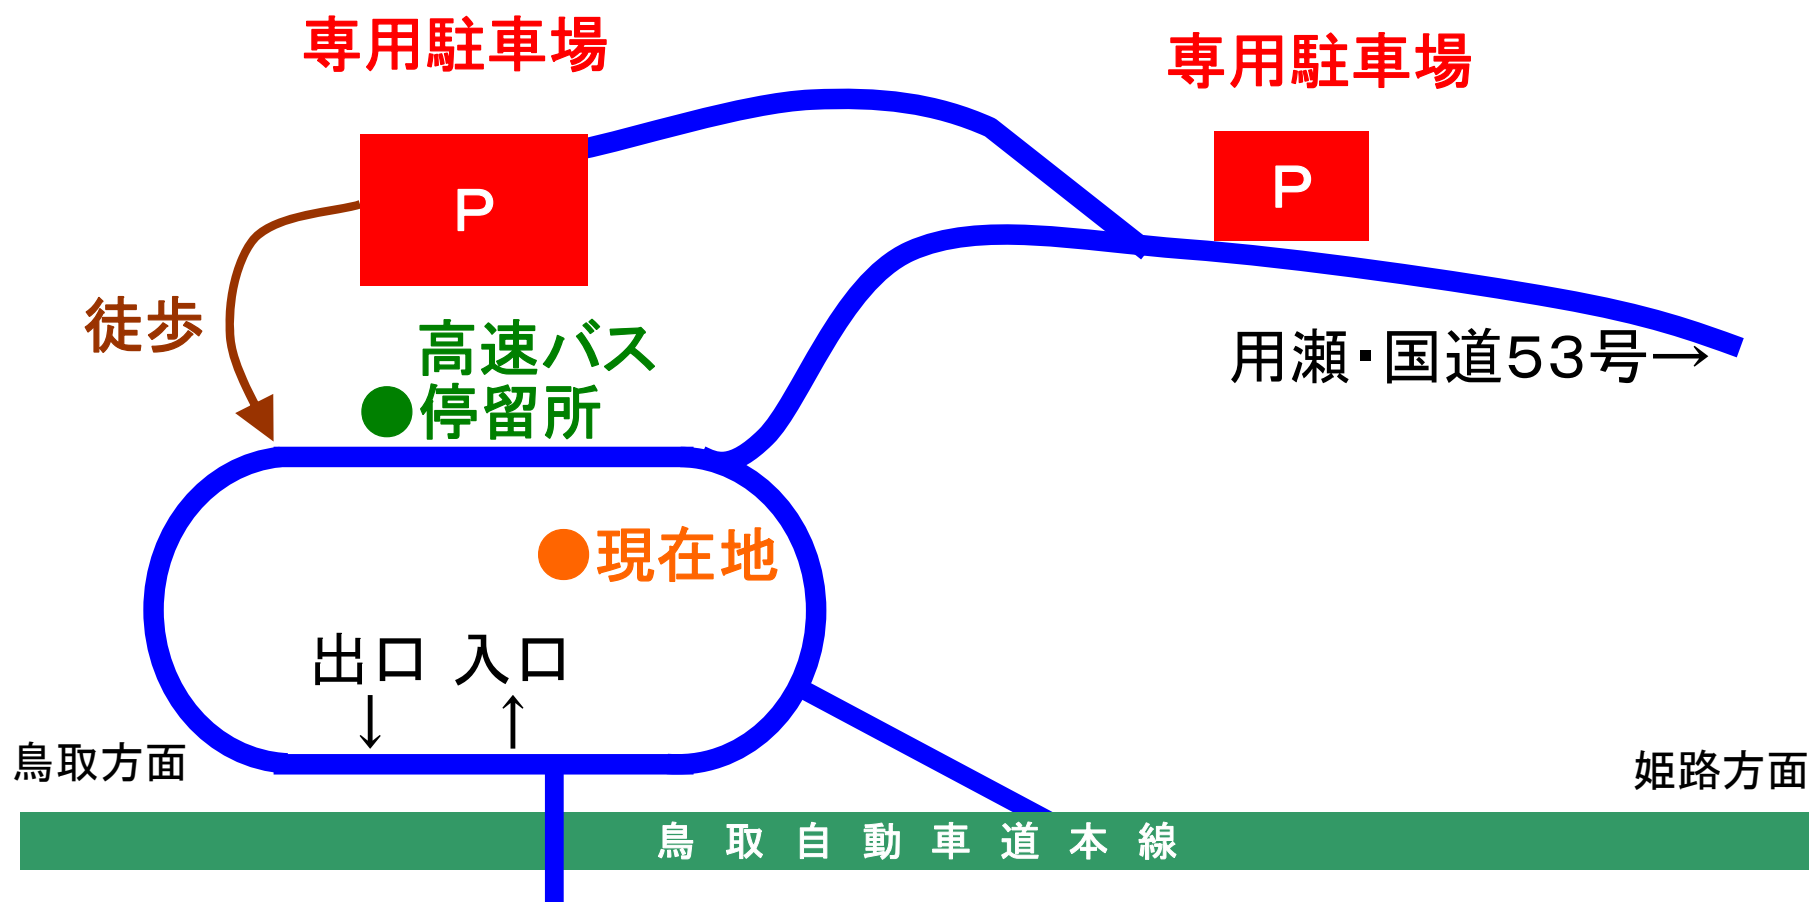 専用駐車場
専用駐車場
P
P
徒歩
高速バス
●停留所
用瀬・国道53号→
●現在地
出口 入口
↓ ↑
鳥取方面
姫路方面
鳥取自動車道本線